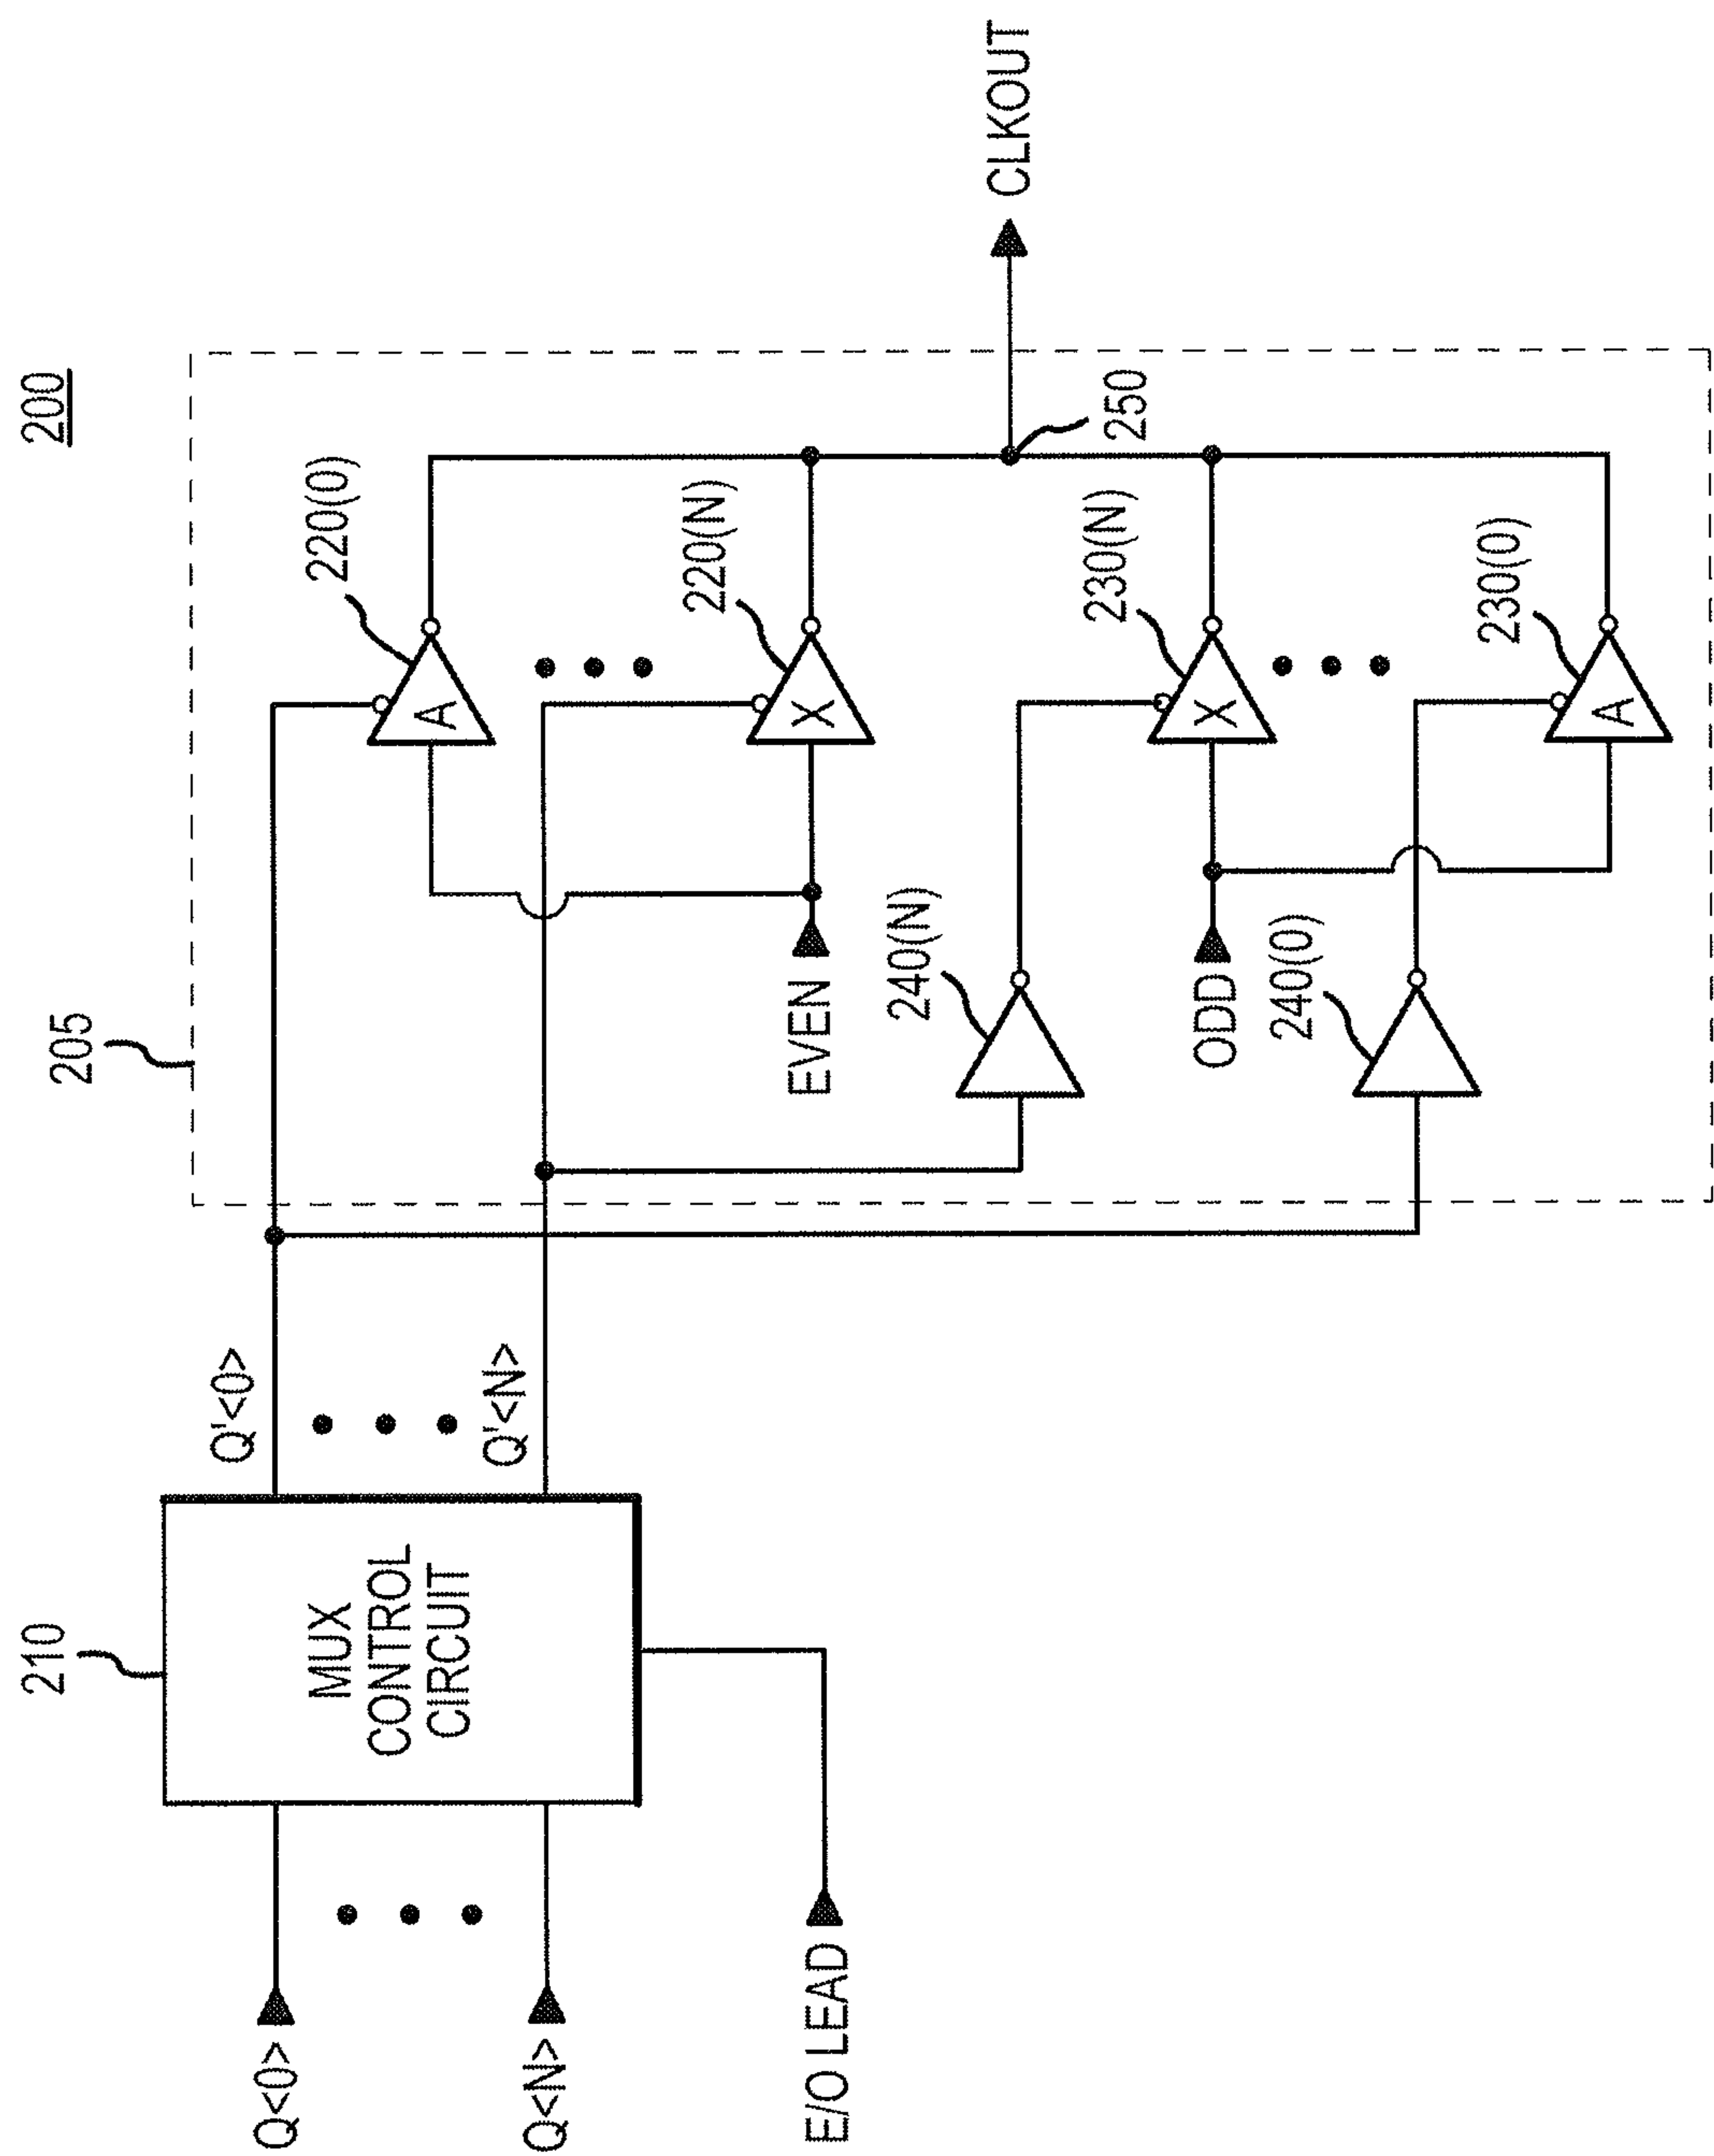 200
205
210
MUX
CONTROL
CIRCUIT
Q<0>
Q<N>
E/O LEAD
Q'<0>
Q'<N>
220(0)
A
220(N)
X
EVEN
240(N)
230(N)
X
ODD
240(0)
230(0)
A
250
CLKOUT